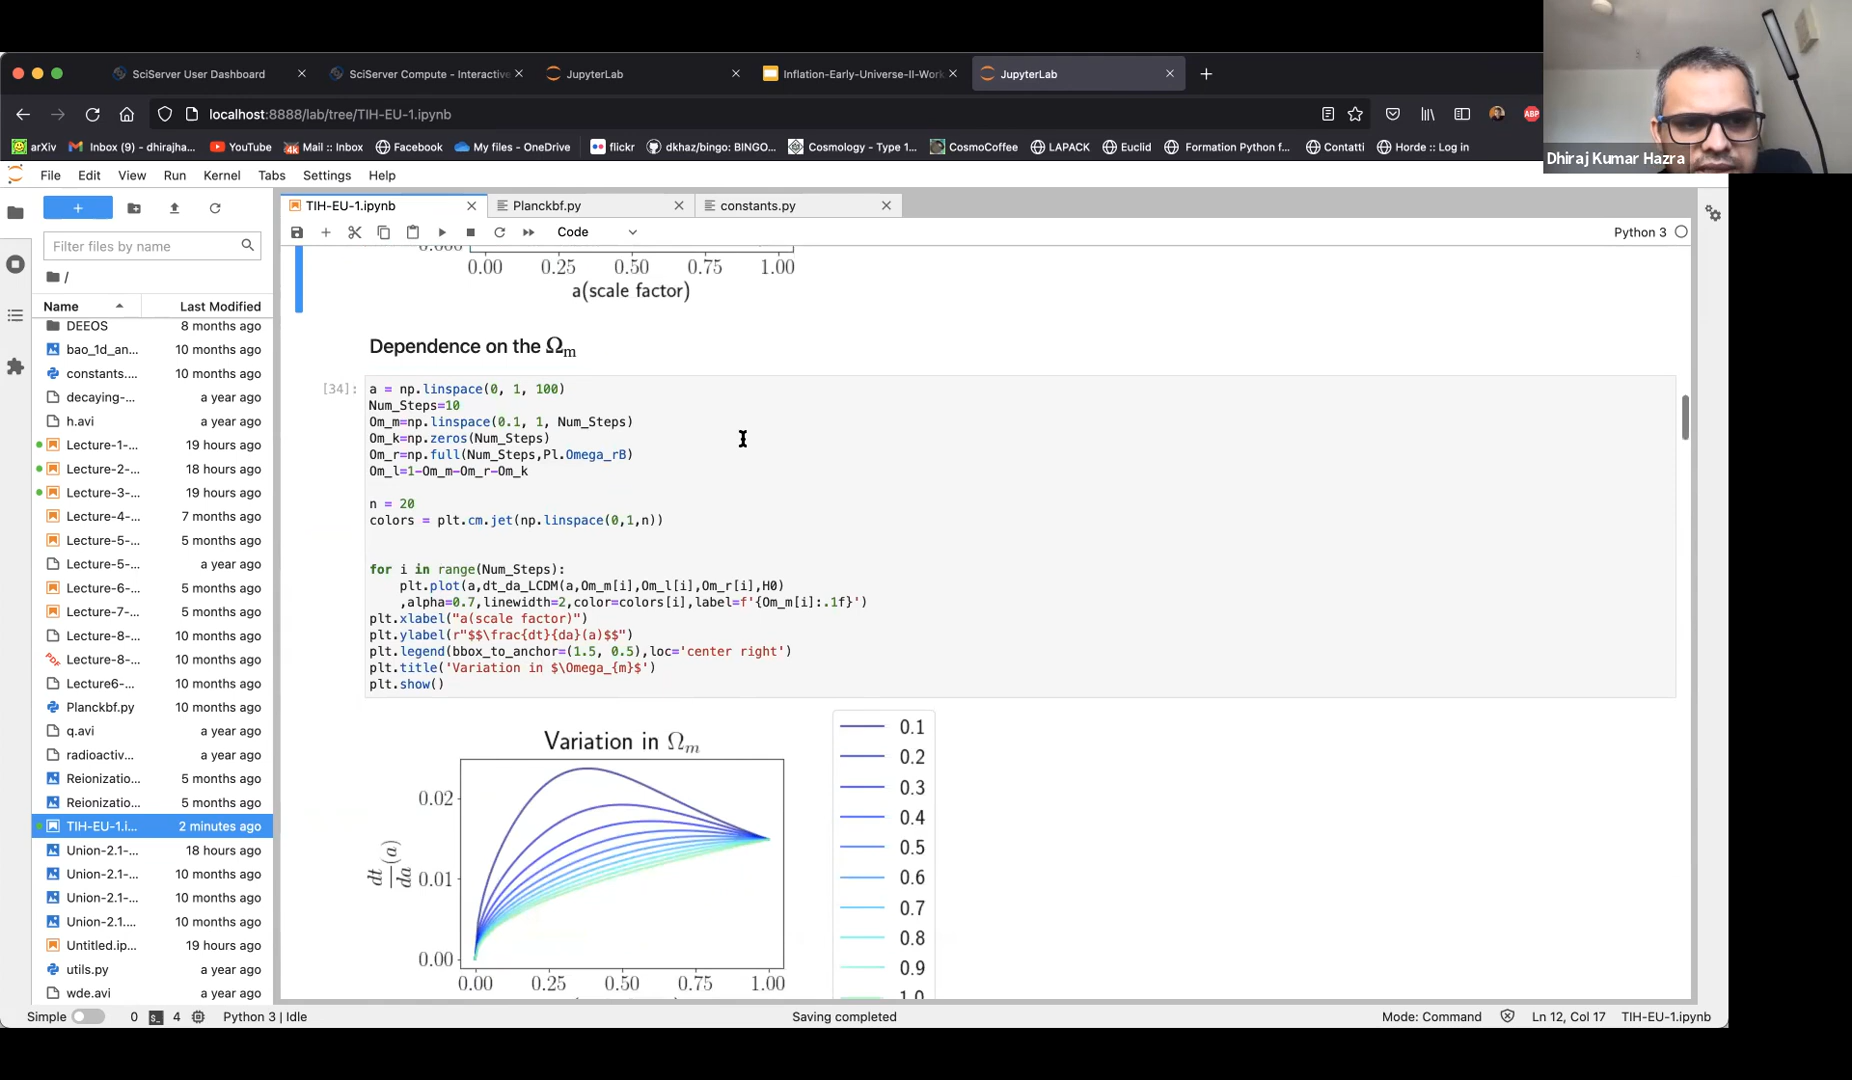 SciServer User Dashboard
SciServer Compute - Interactive
JupyterLab
Inflation-Early-Universe-II-Work
JupyterLab
localhost:8888/lab/tree/TIH-EU-1.ipynb
ABP
arXiv
Inbox (9) - dhirajha...
YouTube
Mail :: Inbox
Facebook
My files - OneDrive
flickr
dkhaz/bingo: BINGO...
Cosmology - Type 1...
CosmoCoffee
LAPACK
Euclid
Formation Python f...
Contatti
Horde :: Log in
Dhiraj Kumar Hazra
File Edit View Run Kernel Tabs Settings Help
TIH-EU-1.ipynb
Planckbf.py
constants.py
Filter files by name
Code
Python 3
/
Name Last Modified
DEEOS 8 months ago
bao_1d_an... 10 months ago
constants.... 10 months ago
decaying-... a year ago
h.avi a year ago
Lecture-1-... 19 hours ago
Lecture-2-... 18 hours ago
Lecture-3-... 19 hours ago
Lecture-4-... 7 months ago
Lecture-5-... 5 months ago
Lecture-5-... a year ago
Lecture-6-... 5 months ago
Lecture-7-... 5 months ago
Lecture-8-... 10 months ago
Lecture-8-... 10 months ago
Lecture6-... 10 months ago
Planckbf.py 10 months ago
q.avi a year ago
radioactiv... a year ago
Reionizatio... 5 months ago
Reionizatio... 5 months ago
TIH-EU-1.i... 2 minutes ago
Union-2.1-... 18 hours ago
Union-2.1-... 10 months ago
Union-2.1-... 10 months ago
Union-2.1.... 10 months ago
Untitled.ip... 19 hours ago
utils.py a year ago
wde.avi a year ago
0.000
0.00 0.25 0.50 0.75 1.00
a(scale factor)
Dependence on the Ωm
[34]:
a = np.linspace(0, 1, 100)
Num_Steps=10
Om_m=np.linspace(0.1, 1, Num_Steps)
Om_k=np.zeros(Num_Steps)
Om_r=np.full(Num_Steps,Pl.Omega_rB)
Om_l=1-Om_m-Om_r-Om_k
n = 20
colors = plt.cm.jet(np.linspace(0,1,n))
for i in range(Num_Steps):
plt.plot(a,dt_da_LCDM(a,Om_m[i],Om_l[i],Om_r[i],H0)
,alpha=0.7,linewidth=2,color=colors[i],label=f'{Om_m[i]:.1f}')
plt.xlabel("a(scale factor)")
plt.ylabel(r"$$\frac{dt}{da}(a)$$")
plt.legend(bbox_to_anchor=(1.5, 0.5),loc='center right')
plt.title('Variation in $\Omega_{m}$')
plt.show()
Variation in Ωm
0.02
0.01
0.00
dt/da (a)
0.00 0.25 0.50 0.75 1.00
0.1
0.2
0.3
0.4
0.5
0.6
0.7
0.8
0.9
1.0
Simple 0 4 Python 3 | Idle
Saving completed
Mode: Command
Ln 12, Col 17
TIH-EU-1.ipynb